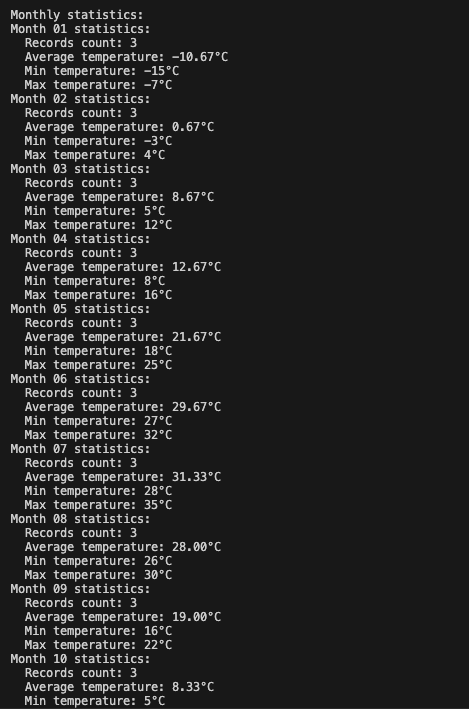 Monthly statistics:
Month 01 statistics:
  Records count: 3
  Average temperature: -10.67°C
  Min temperature: -15°C
  Max temperature: -7°C
Month 02 statistics:
  Records count: 3
  Average temperature: 0.67°C
  Min temperature: -3°C
  Max temperature: 4°C
Month 03 statistics:
  Records count: 3
  Average temperature: 8.67°C
  Min temperature: 5°C
  Max temperature: 12°C
Month 04 statistics:
  Records count: 3
  Average temperature: 12.67°C
  Min temperature: 8°C
  Max temperature: 16°C
Month 05 statistics:
  Records count: 3
  Average temperature: 21.67°C
  Min temperature: 18°C
  Max temperature: 25°C
Month 06 statistics:
  Records count: 3
  Average temperature: 29.67°C
  Min temperature: 27°C
  Max temperature: 32°C
Month 07 statistics:
  Records count: 3
  Average temperature: 31.33°C
  Min temperature: 28°C
  Max temperature: 35°C
Month 08 statistics:
  Records count: 3
  Average temperature: 28.00°C
  Min temperature: 26°C
  Max temperature: 30°C
Month 09 statistics:
  Records count: 3
  Average temperature: 19.00°C
  Min temperature: 16°C
  Max temperature: 22°C
Month 10 statistics:
  Records count: 3
  Average temperature: 8.33°C
  Min temperature: 5°C